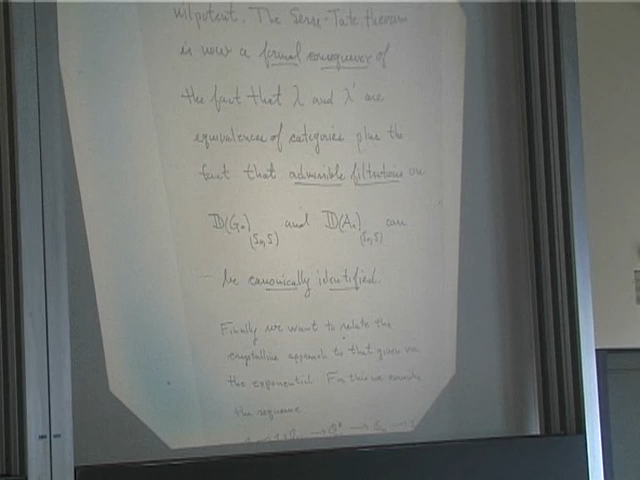 nilpotent. The Serre-Tate theorem
is now a formal consequence of
the fact that λ and λ' are
equivalences of categories plus the
fact that admissible filtrations on
𝔻(G₀)(S₀,S) and 𝔻(A₀)(S₀,S) can
be canonically identified.
Finally we want to relate the
crystalline approach to that given via
the exponential. For this we consider
the sequence